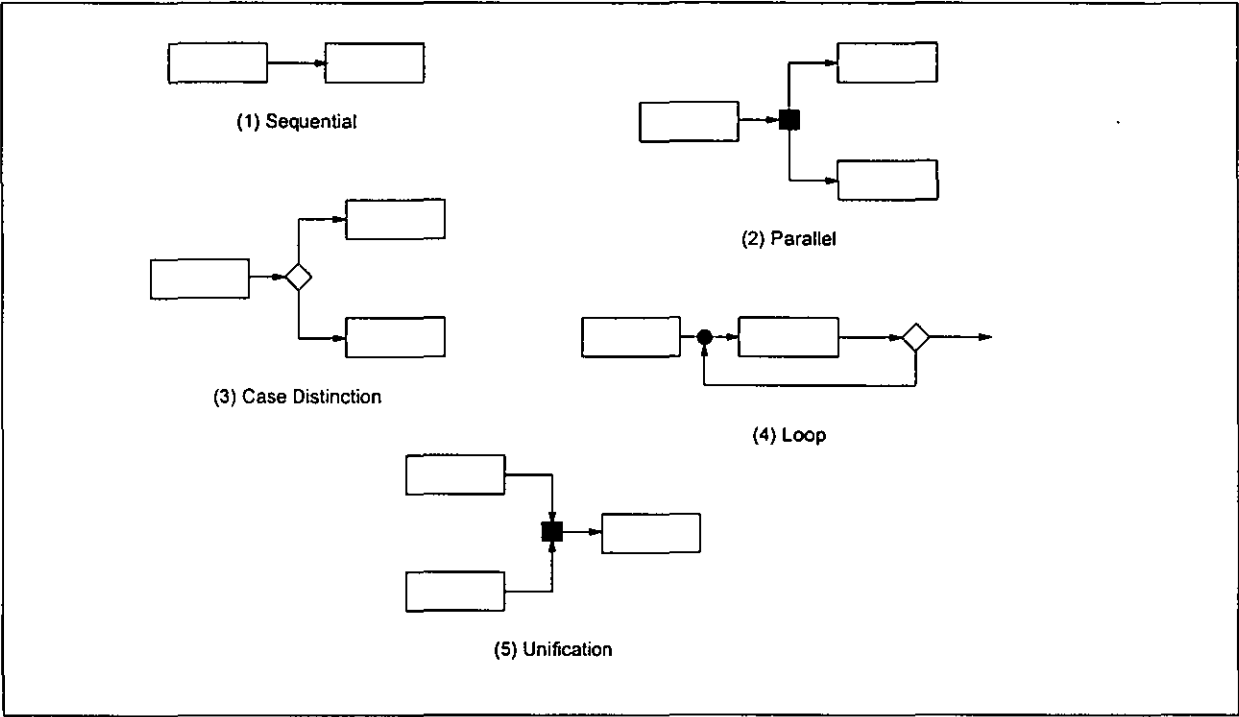 (1) Sequential
(2) Parallel
(3) Case Distinction
(4) Loop
(5) Unification